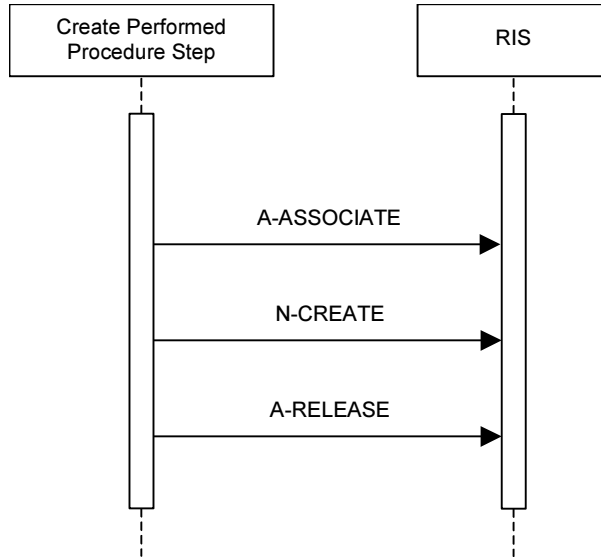 Create Performed
Procedure Step
RIS
A-ASSOCIATE
N-CREATE
A-RELEASE